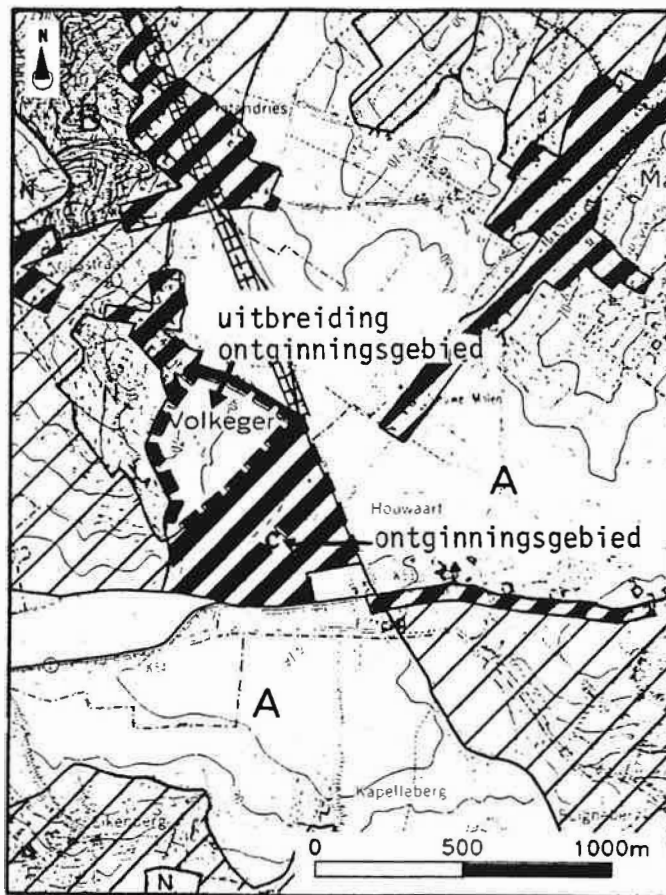 N
B
N
M
uitbreiding
ontginningsgebied
N
Volkeger
A
Houwaart
ontginningsgebied
A
Kapelleberg
N
0 500 1000m